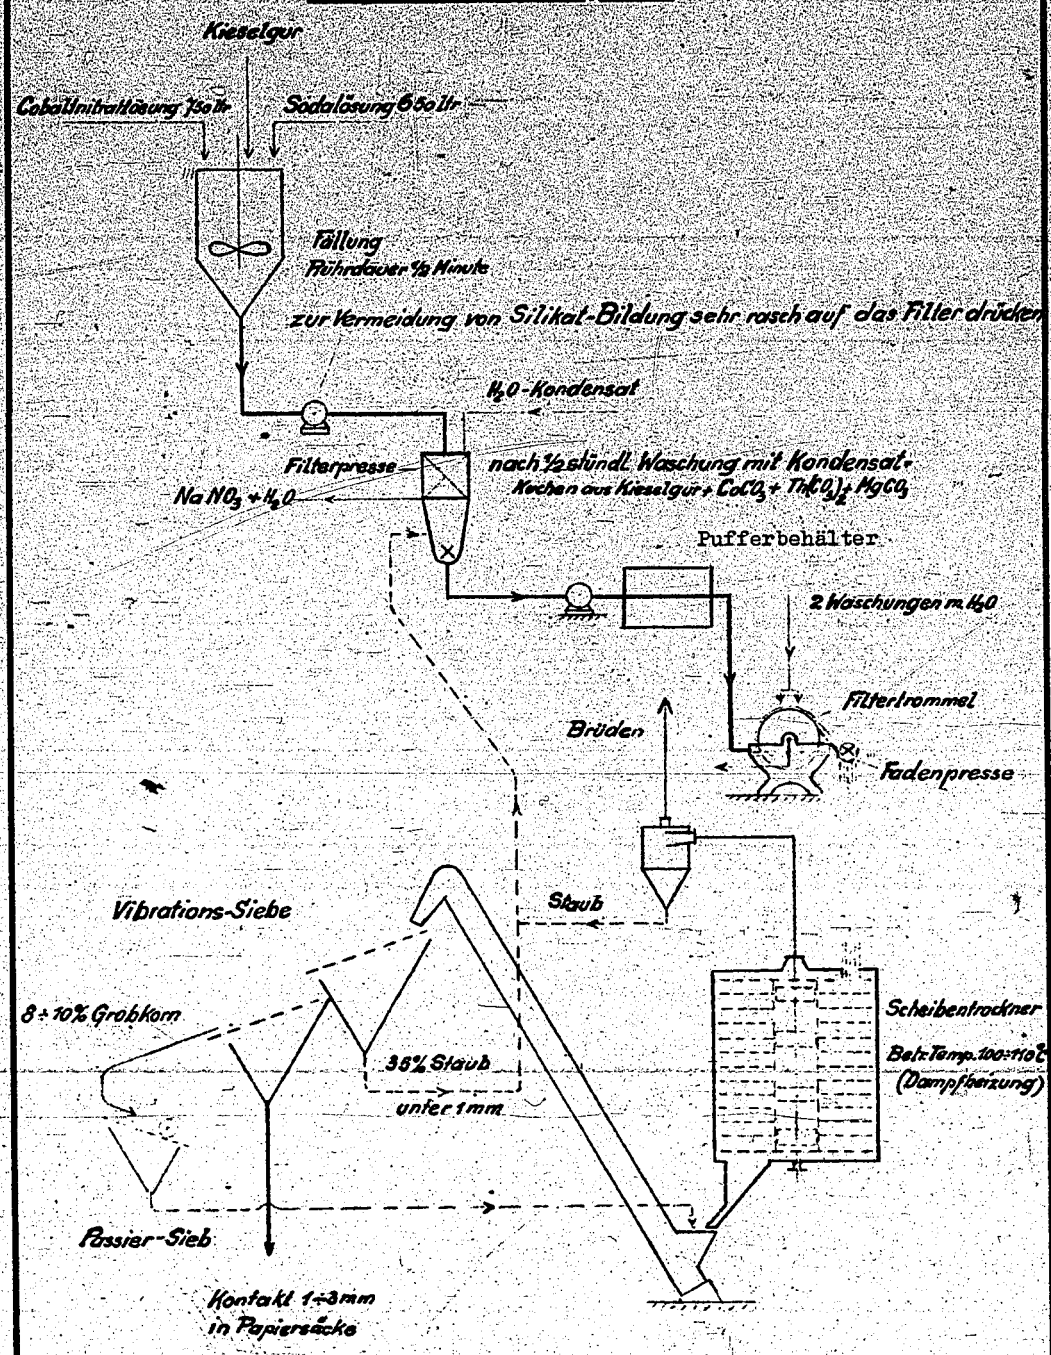 Kieselgur
Cobaltnitratlösung 750 ltr
Sodalösung 650 ltr
Fällung
Rührdauer ½ Minute
zur Vermeidung von Silikat-Bildung sehr rasch auf das Filter drücken
H₂O-Kondensat
Filterpresse
nach ½ stündl. Waschung mit Kondensat-
Kuchen aus Kieselgur + CoCO₃ + Th(CO₃)₂ + MgCO₃
NaNO₃ + H₂O
Pufferbehälter
2 Waschungen m. H₂O
Filtertrommel
Brüden
Fadenpresse
Staub
Vibrations-Siebe
8÷10% Grobkorn
Scheibentrockner
Betr. Temp. 100÷110°C
(Dampfheizung)
35% Staub
unter 1 mm
Passier-Sieb
Kontakt 1÷3mm
in Papiersäcke